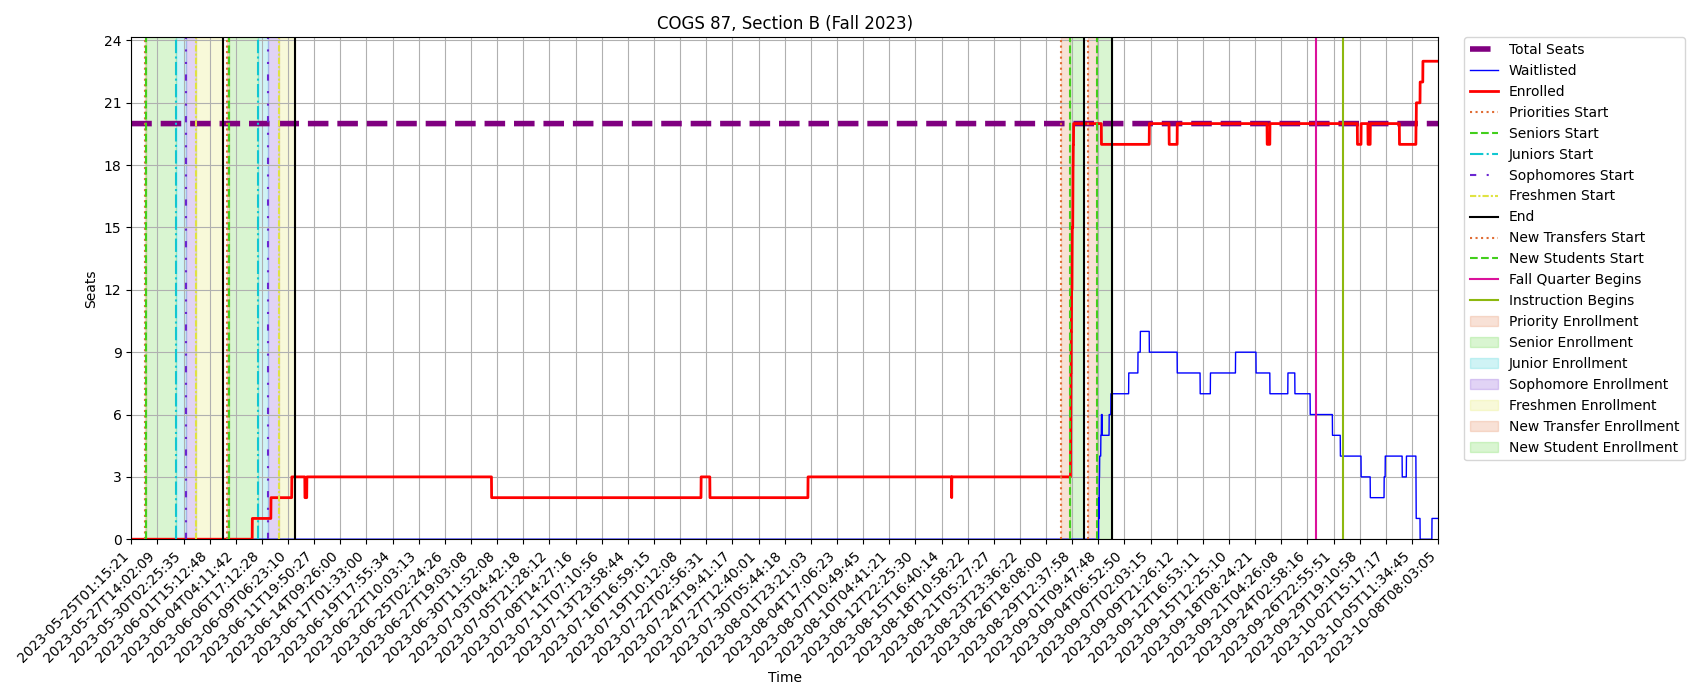 COGS 87, Section B (Fall 2023)
Seats
24
21
18
15
12
9
6
3
0
2023-05-25T01:15:21
2023-05-27T14:02:09
2023-05-30T02:25:35
2023-06-01T15:12:48
2023-06-04T04:11:42
2023-06-06T17:12:28
2023-06-09T06:23:10
2023-06-11T19:50:27
2023-06-14T09:26:00
2023-06-17T01:33:00
2023-06-19T17:55:34
2023-06-22T10:03:13
2023-06-25T02:24:26
2023-06-27T19:03:08
2023-06-30T11:52:08
2023-07-03T04:42:18
2023-07-05T21:28:12
2023-07-08T14:27:16
2023-07-11T07:10:56
2023-07-13T23:58:44
2023-07-16T16:59:15
2023-07-19T10:12:08
2023-07-22T02:56:31
2023-07-24T19:41:17
2023-07-27T12:40:01
2023-07-30T05:44:18
2023-08-01T23:21:03
2023-08-04T17:06:23
2023-08-07T10:49:45
2023-08-10T04:41:21
2023-08-12T22:25:30
2023-08-15T16:40:14
2023-08-18T10:58:22
2023-08-21T05:27:27
2023-08-23T23:36:22
2023-08-26T18:08:00
2023-08-29T12:37:58
2023-09-01T09:47:48
2023-09-04T06:52:50
2023-09-07T02:03:15
2023-09-09T21:26:12
2023-09-12T16:53:11
2023-09-15T12:25:10
2023-09-18T08:24:21
2023-09-21T04:26:08
2023-09-24T02:58:16
2023-09-26T22:55:51
2023-09-29T19:10:58
2023-10-02T15:17:17
2023-10-05T11:34:45
2023-10-08T08:03:05
Time
Total Seats
Waitlisted
Enrolled
Priorities Start
Seniors Start
Juniors Start
Sophomores Start
Freshmen Start
End
New Transfers Start
New Students Start
Fall Quarter Begins
Instruction Begins
Priority Enrollment
Senior Enrollment
Junior Enrollment
Sophomore Enrollment
Freshmen Enrollment
New Transfer Enrollment
New Student Enrollment